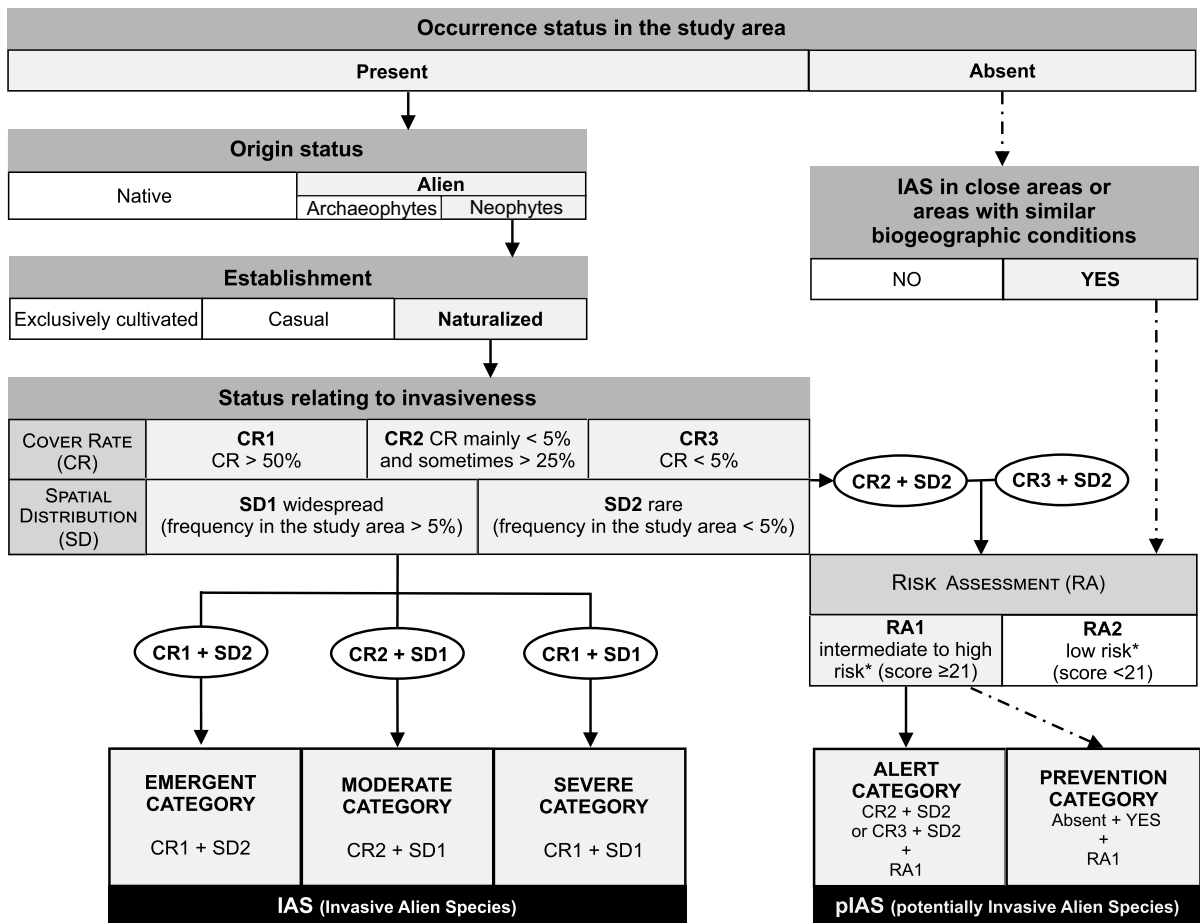 Occurrence status in the study area
Present
Absent
Origin status
Native
Alien
Archaeophytes
Neophytes
IAS in close areas or
areas with similar
biogeographic conditions
NO
YES
Establishment
Exclusively cultivated
Casual
Naturalized
Status relating to invasiveness
COVER RATE
(CR)
CR1
CR > 50%
CR2 CR mainly < 5%
and sometimes > 25%
CR3
CR < 5%
SPATIAL
DISTRIBUTION
(SD)
SD1 widespread
(frequency in the study area > 5%)
SD2 rare
(frequency in the study area < 5%)
CR2 + SD2
CR3 + SD2
RISK ASSESSMENT (RA)
RA1
intermediate to high
risk* (score ≥21)
RA2
low risk*
(score <21)
CR1 + SD2
CR2 + SD1
CR1 + SD1
EMERGENT
CATEGORY
CR1 + SD2
MODERATE
CATEGORY
CR2 + SD1
SEVERE
CATEGORY
CR1 + SD1
ALERT
CATEGORY
CR2 + SD2
or CR3 + SD2
+
RA1
PREVENTION
CATEGORY
Absent + YES
+
RA1
IAS (Invasive Alien Species)
pIAS (potentially Invasive Alien Species)